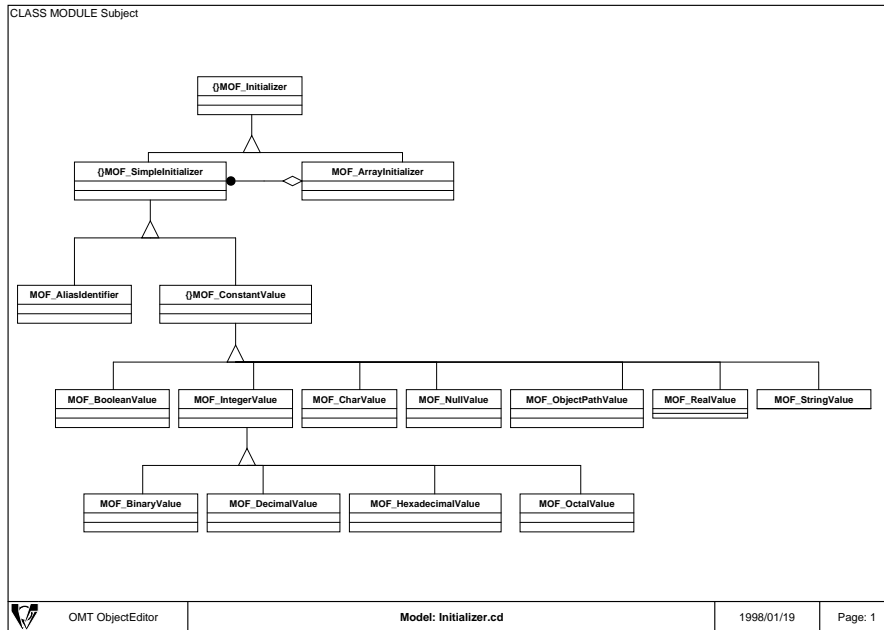 CLASS MODULE Subject
{}MOF_Initializer
{}MOF_SimpleInitializer
MOF_ArrayInitializer
MOF_AliasIdentifier
{}MOF_ConstantValue
MOF_BooleanValue
MOF_IntegerValue
MOF_CharValue
MOF_NullValue
MOF_ObjectPathValue
MOF_RealValue
MOF_StringValue
MOF_BinaryValue
MOF_DecimalValue
MOF_HexadecimalValue
MOF_OctalValue
OMT ObjectEditor
Model: Initializer.cd
1998/01/19
Page: 1